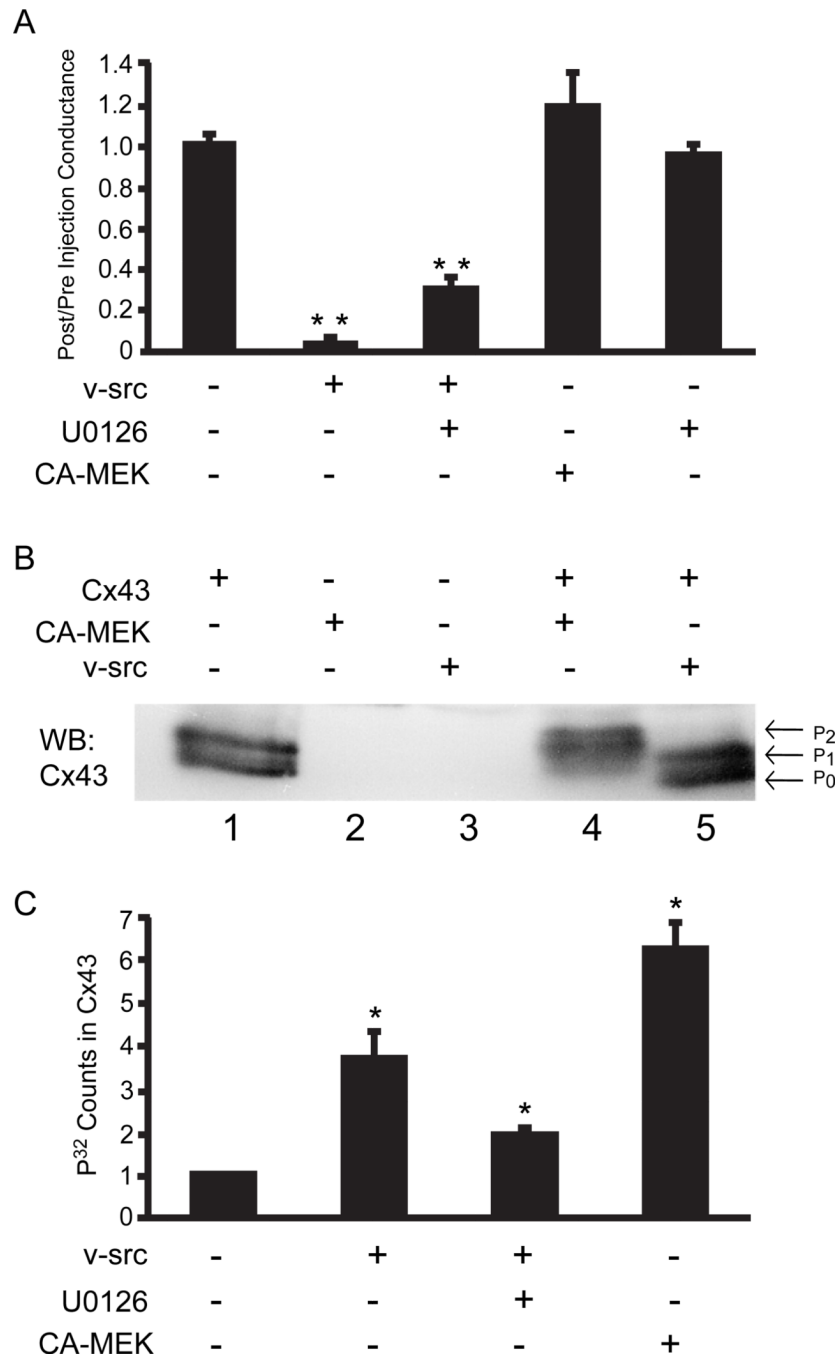 A
Post/Pre Injection Conductance
1.4
1.2
1.0
0.8
0.6
0.4
0.2
0
* *
* *
v-src - + + - -
U0126 - - + - +
CA-MEK - - - + -
B
Cx43 + - - + +
CA-MEK - + - + -
v-src - - + - +
WB:
Cx43
P2
P1
P0
1 2 3 4 5
C
P32 Counts in Cx43
7
6
5
4
3
2
1
0
*
*
*
v-src - + + -
U0126 - - + -
CA-MEK - - - +